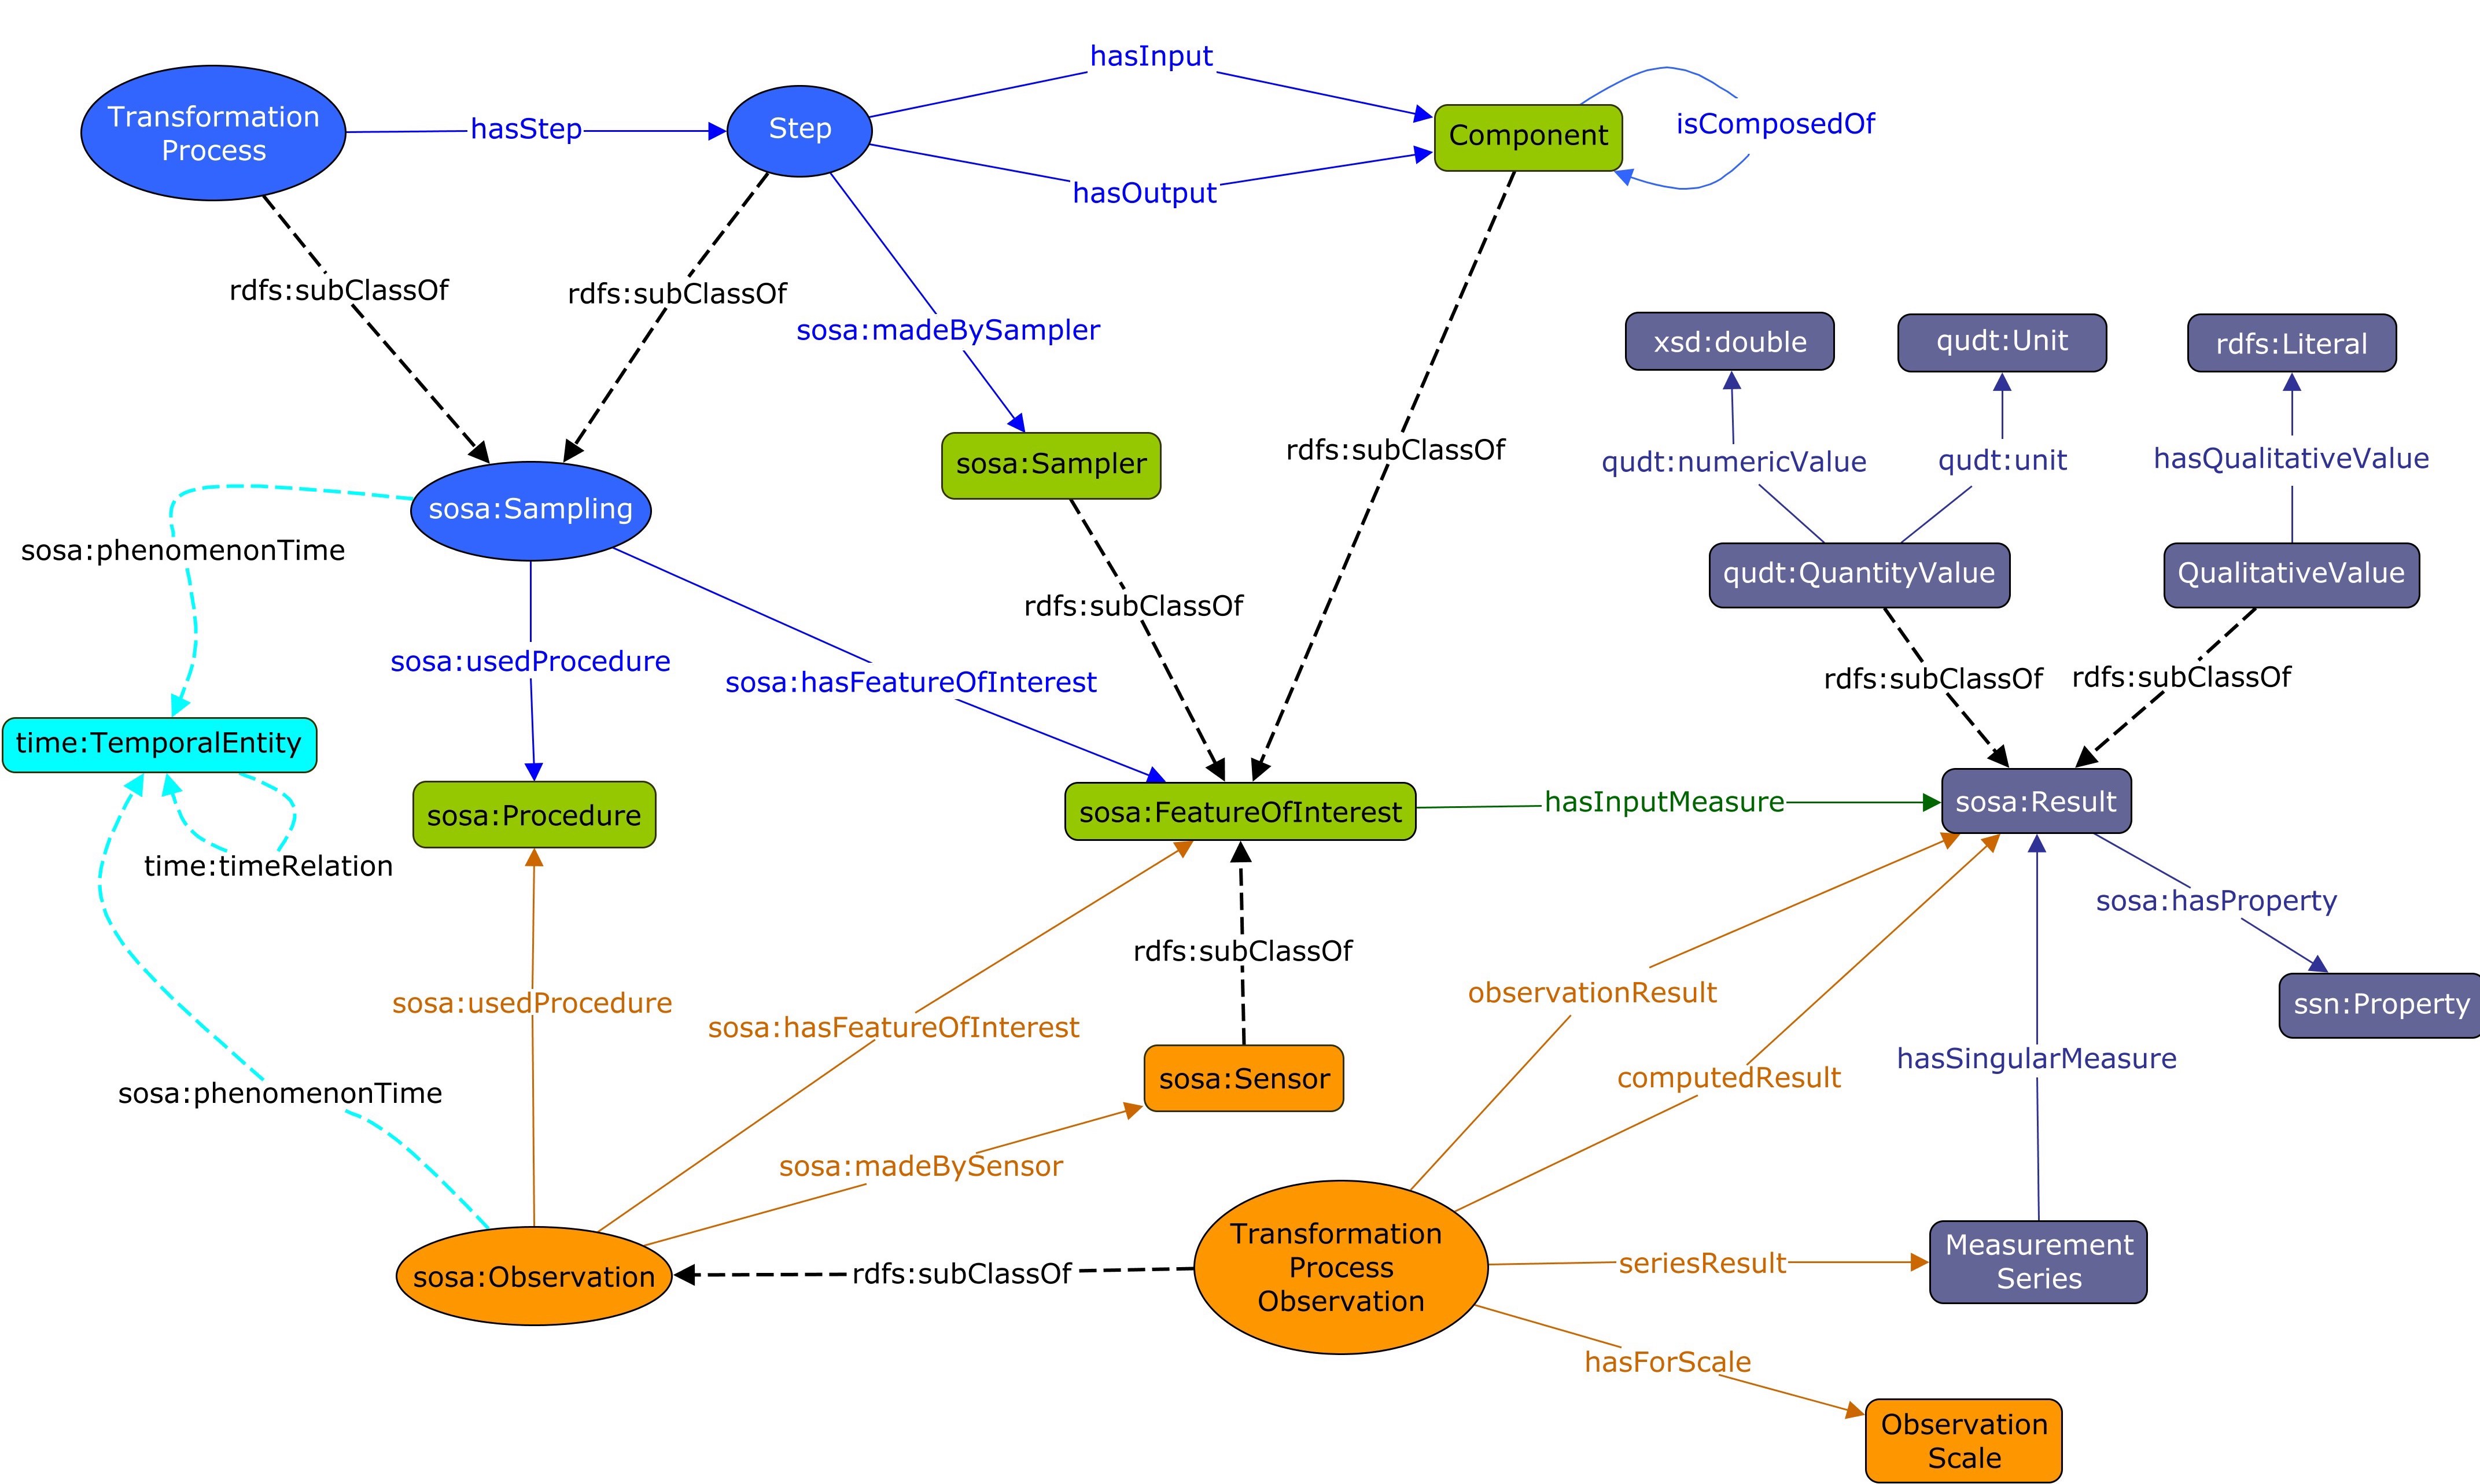 hasInput
Transformation
Process
hasStep
Step
Component
isComposedOf
hasOutput
rdfs:subClassOf
rdfs:subClassOf
sosa:madeBySampler
xsd:double
qudt:Unit
rdfs:Literal
sosa:Sampler
rdfs:subClassOf
qudt:numericValue
qudt:unit
hasQualitativeValue
sosa:Sampling
sosa:phenomenonTime
qudt:QuantityValue
QualitativeValue
rdfs:subClassOf
sosa:usedProcedure
sosa:hasFeatureOfInterest
rdfs:subClassOf
rdfs:subClassOf
time:TemporalEntity
sosa:Procedure
sosa:FeatureOfInterest
hasInputMeasure
sosa:Result
time:timeRelation
sosa:hasProperty
rdfs:subClassOf
sosa:usedProcedure
sosa:hasFeatureOfInterest
observationResult
ssn:Property
sosa:phenomenonTime
sosa:Sensor
computedResult
hasSingularMeasure
sosa:madeBySensor
sosa:Observation
rdfs:subClassOf
Transformation
Process
Observation
seriesResult
Measurement
Series
hasForScale
Observation
Scale